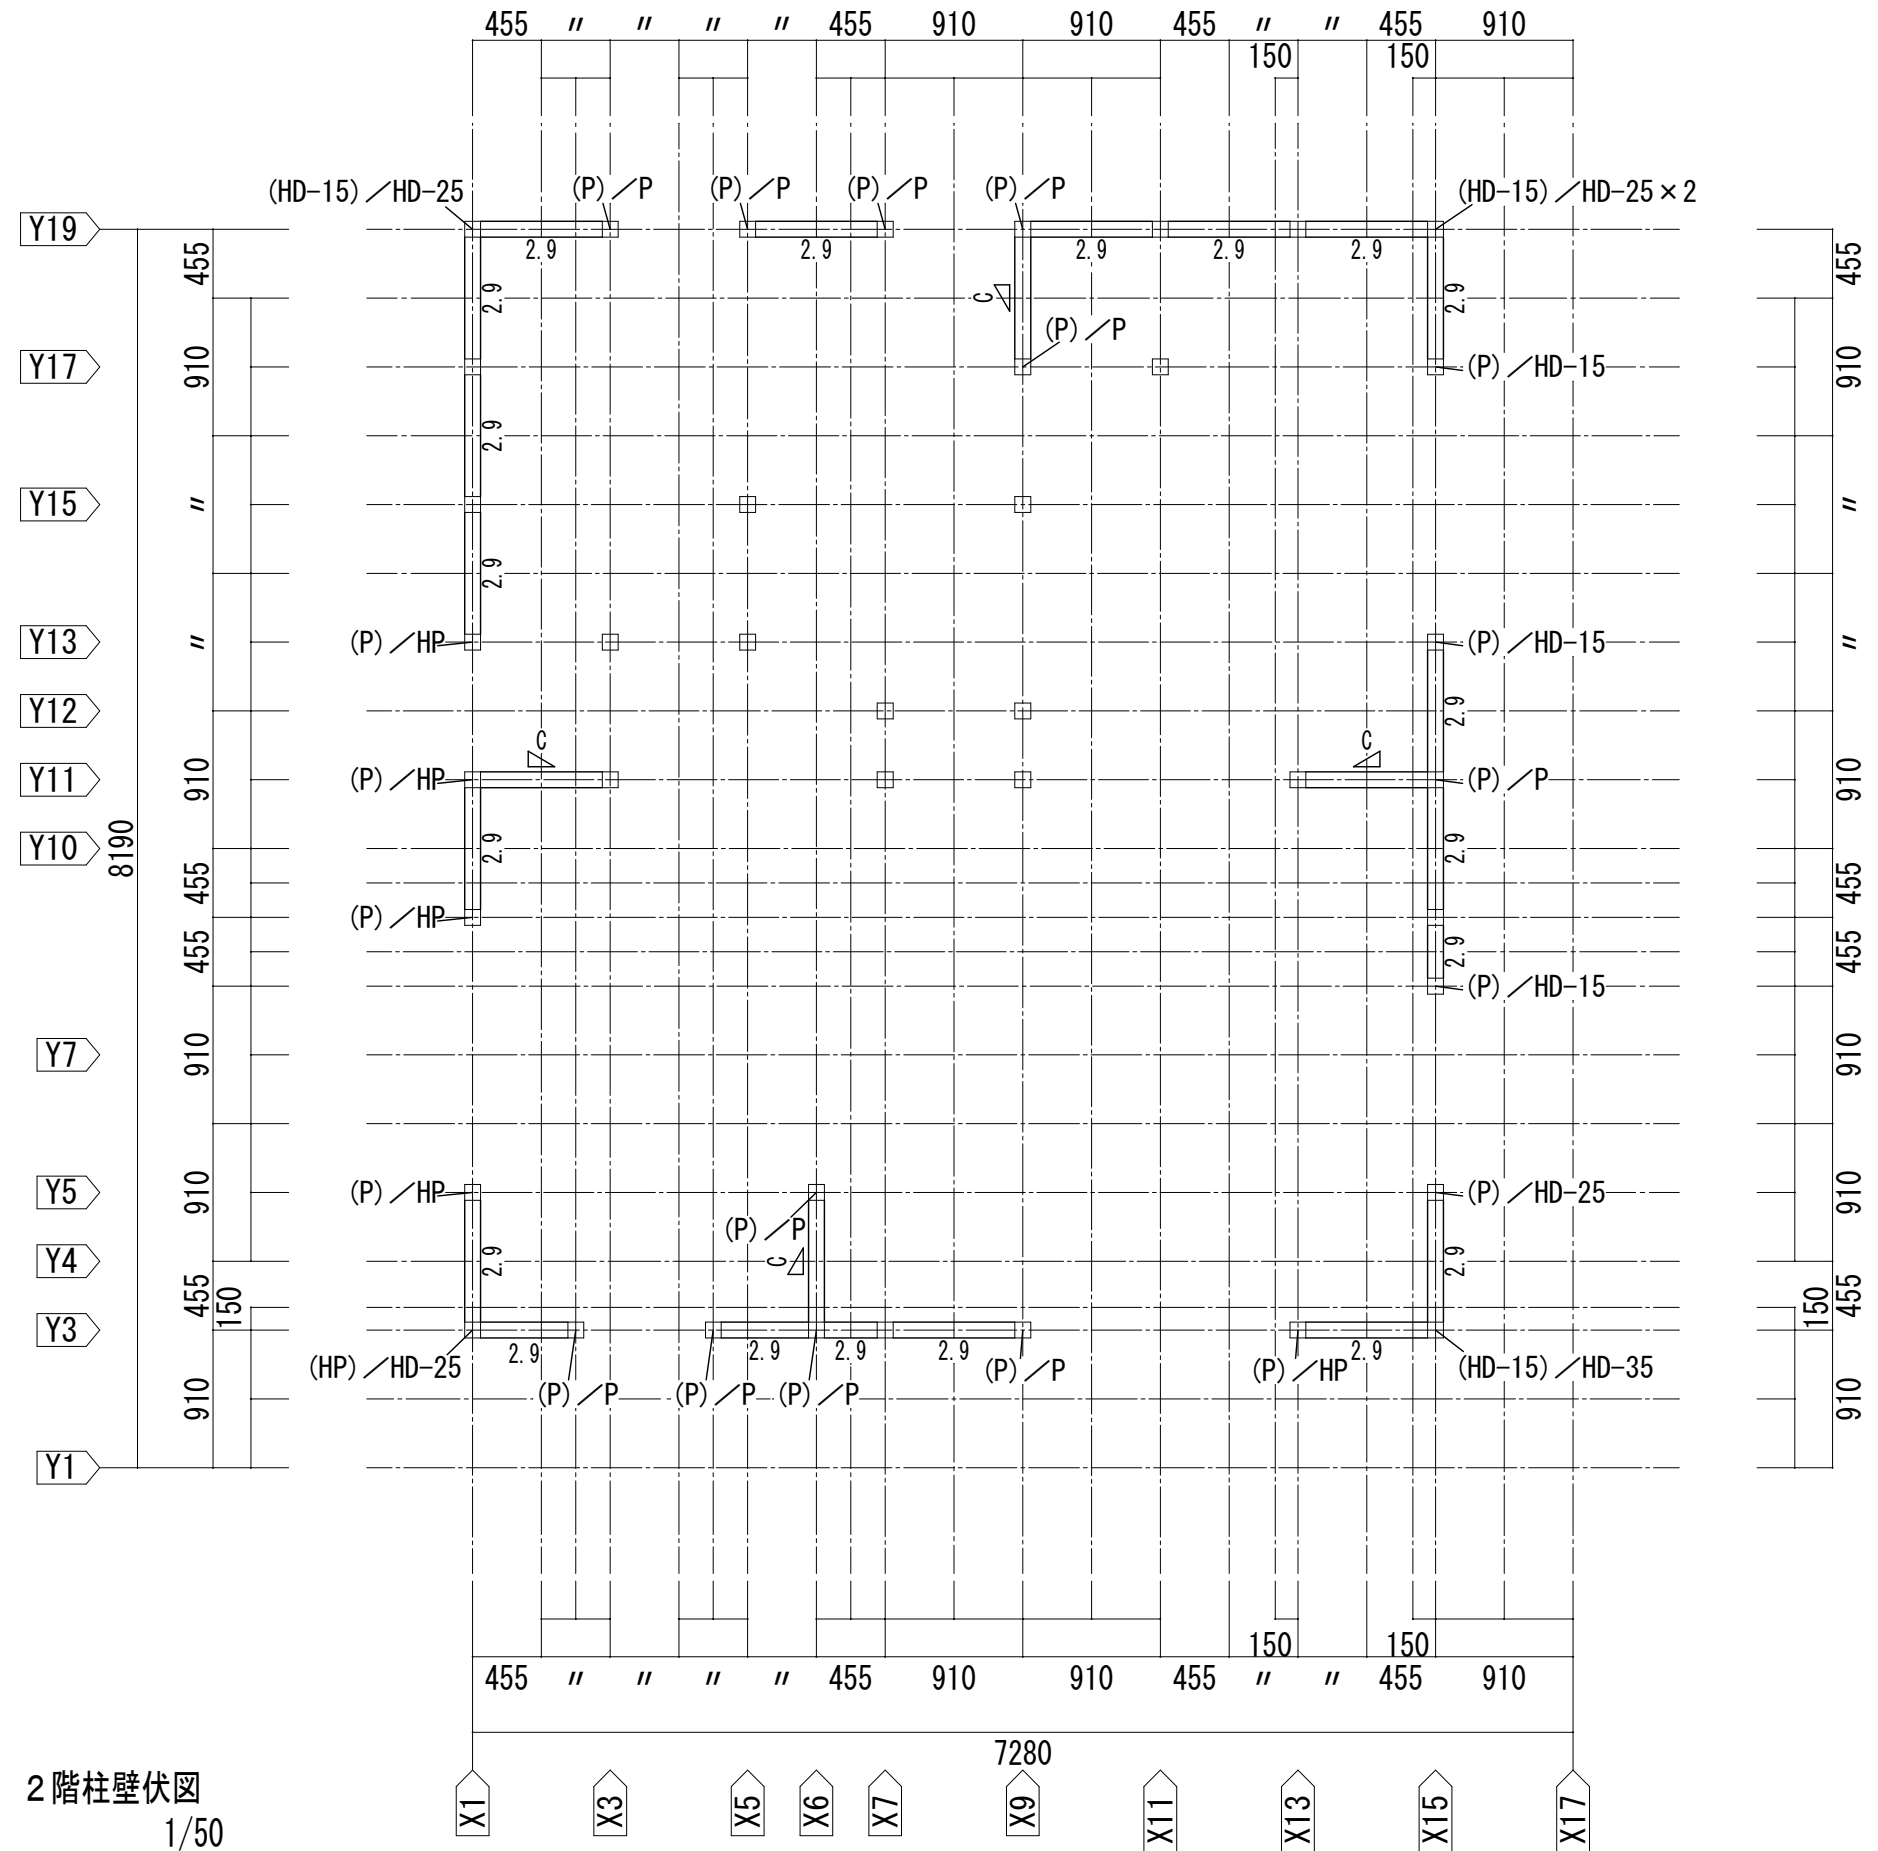 455 〃 〃 〃 〃 455 910 910 455 〃 〃 455 910
150 150
(HD-15)／HD-25 (P)／P (P)／P (P)／P (P)／P (HD-15)／HD-25×2
Y19
2.9 2.9 2.9 2.9 2.9
455 2.9 C 2.9 455
(P)／P
Y17 910 (P)／HD-15 910
2.9
Y15 〃 〃
2.9
Y13 〃 (P)／HP (P)／HD-15 〃
Y12 2.9
C C
Y11 910 (P)／HP (P)／P 910
Y10 8190 2.9 2.9
455 455
(P)／HP
455 2.9 455
(P)／HD-15
Y7 910 910
Y5 910 (P)／HP (P)／HD-25 910
(P)／P
Y4 2.9 C 2.9
455 150 150 455
Y3
2.9 2.9 2.9 2.9 2.9
(HP)／HD-25 (P)／P (P)／HP (HD-15)／HD-35
(P)／P (P)／P (P)／P
910 910
Y1
150 150
455 〃 〃 〃 〃 455 910 910 455 〃 〃 455 910
7280
２階柱壁伏図
1/50
X1 X3 X5 X6 X7 X9 X11 X13 X15 X17